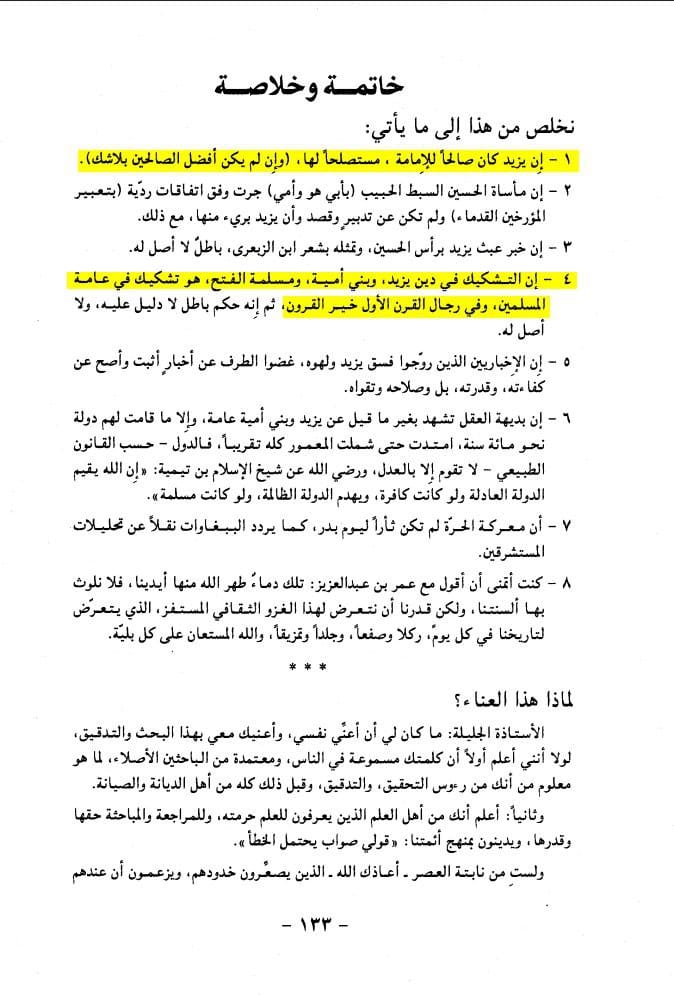 خاتمـــة وخلاصـــة
نخلص من هذا إلى ما يأتي:
١ - إن يزيد كان صالحاً للإمامة ، مستصلحاً لها، (وإن لم يكن أفضل الصالحين بلاشك).
٢ - إن مأساة الحسين السبط الحبيب (بأبي هو وأمي) جرت وفق اتفاقات رديّة (بتعبير
المؤرخين القدماء) ولم تكن عن تدبيرٍ وقصد وأن يزيد بريء منها، مع ذلك.
٣ - إن خبر عبث يزيد برأس الحسين، وتمثله بشعر ابن الزبعرى، باطلٌ لا أصل له.
٤ - إن التشكيك في دين يزيد، وبني أمية، ومسلمة الفتح، هو تشكيك في عامة
المسلمين، وفي رجال القرن الأول خير القرون، ثم إنه حكم باطل لا دليل عليه، ولا
أصل له.
٥ - إن الإخباريين الذين روّجوا فسق يزيد ولهوه، غضوا الطرف عن أخبارٍ أثبت وأصح عن
كفاءته، وقدرته، بل وصلاحه وتقواه.
٦ - إن بديهة العقل تشهد بغير ما قيل عن يزيد وبني أمية عامة، وإلا ما قامت لهم دولة
نحو مائة سنة، امتدت حتى شملت المعمور كله تقريباً، فالدول - حسب القانون
الطبيعي - لا تقوم إلا بالعدل، ورضي الله عن شيخ الإسلام بن تيمية: «إن الله يقيم
الدولة العادلة ولو كانت كافرة، ويهدم الدولة الظالمة، ولو كانت مسلمة».
٧ - أن معركة الحرّة لم تكن ثأراً ليوم بدر، كما يردد الببغاوات نقلاً عن تحليلات
المستشرقين.
٨ - كنت أتمنى أن أقول مع عمر بن عبدالعزيز: تلك دماءٌ طهر الله منها أيدينا، فلا نلوث
بها ألسنتنا، ولكن قدرنا أن نتعرض لهذا الغزو الثقافي المستفز، الذي يتعرّض
لتاريخنا في كل يومٍ، ركلا وصفعاً، وجلداً وتمزيقاً، والله المستعان على كل بليّة.
* * *
لماذا هذا العناء؟
الأستاذة الجليلة: ما كان لي أن أعنّي نفسي، وأعنيك معي بهذا البحث والتدقيق،
لولا أنني أعلم أولاً أن كلمتك مسموعة في الناس، ومعتمدة من الباحثين الأصلاء، لما هو
معلوم من أنك من رءوس التحقيق، والتدقيق، وقبل ذلك كله من أهل الديانة والصيانة.
وثانياً: أعلم أنك من أهل العلم الذين يعرفون للعلم حرمته، وللمراجعة والمباحثة حقها
وقدرها، ويدينون بمنهج أئمتنا: «قولي صواب يحتمل الخطأ».
ولستِ من نابتة العصر ـ أعاذك الله ـ الذين يصعِّرون خدودهم، ويزعمون أن عندهم
- ١٣٣ -